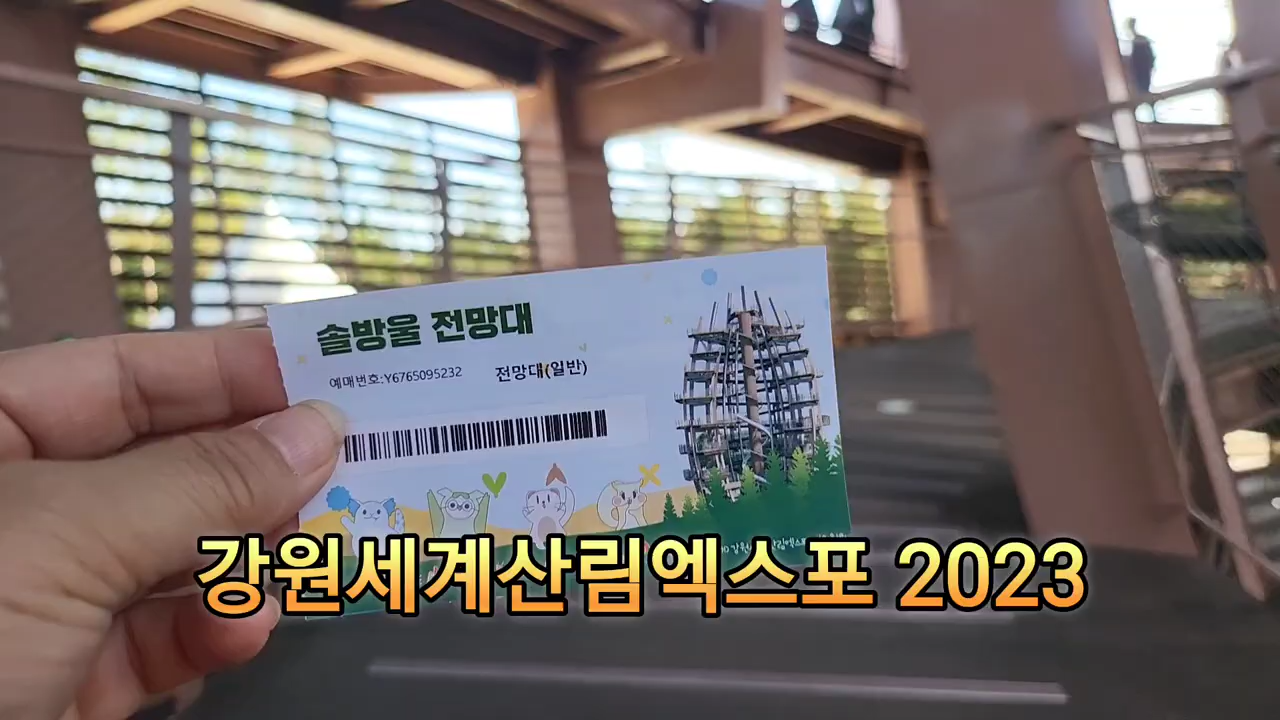 솔방울 전망대
예매번호:Y6765095232 전망대(일반)
강원세계산림엑스포 2023